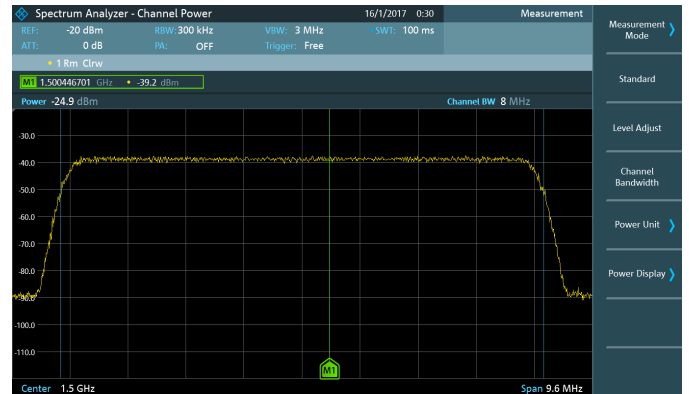 Spectrum Analyzer - Channel Power 16/1/2017 0:30 Measurement
REF: -20 dBm RBW: 300 kHz VBW: 3 MHz SWT: 100 ms
ATT: 0 dB PA: OFF Trigger: Free
1 Rm Clrw
M1 1.500446701 GHz • -39.2 dBm
Power -24.9 dBm Channel BW 8 MHz
-30.0
-40.0
-50.0
-60.0
-70.0
-80.0
-90.0
-100.0
-110.0
M1
Center 1.5 GHz Span 9.6 MHz
Measurement
Mode
Standard
Level Adjust
Channel
Bandwidth
Power Unit
Power Display